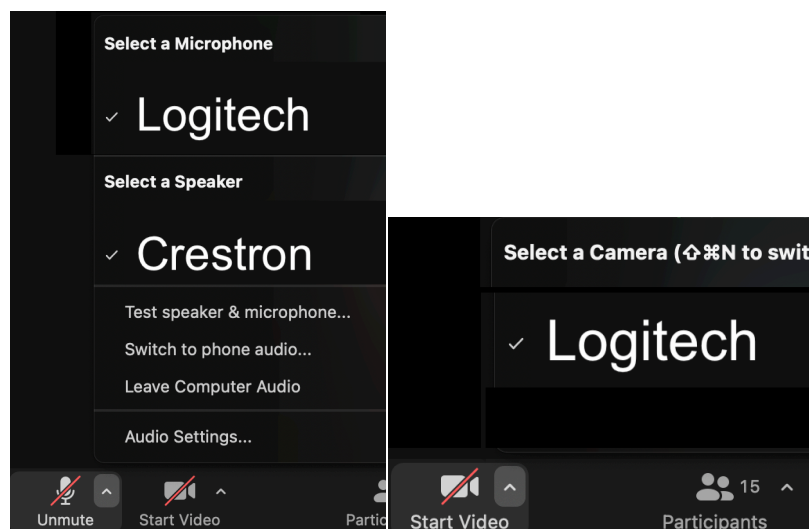 Select a Microphone
✓ Logitech
Select a Speaker
✓ Crestron
Test speaker & microphone...
Switch to phone audio...
Leave Computer Audio
Audio Settings...
Unmute
Start Video
Partic
Select a Camera (⇧⌘N to swit
✓ Logitech
15
Start Video
Participants